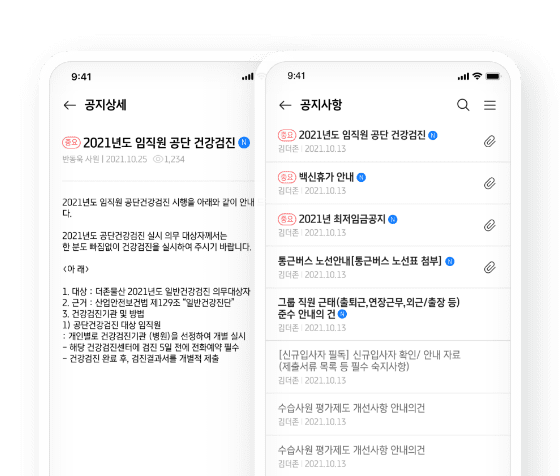 9:41
공지상세
중요 2021년도 임직원 공단 건강검진 N
반돌욱 사원 | 2021.10.25 1,234
2021년도 임직원 공단건강검진 시행을 아래와 같이 안내
다.
2021년도 공단건강검진 실시 의무 대상자께서는
한 분도 빠짐없이 건강검진을 실시하여 주시기 바랍니다.
<아 래>
1. 대상 : 더존물산 2021년도 일반건강검진 의무대상자
2. 근거 : 산업안전보건법 제129조 "일반건강진단"
3. 건강검진기관 및 방법
1) 공단건강검진 대상 임직원
: 개인별로 건강검진기관 (병원)을 선정하여 개별 실시
- 해당 건강검진센터에 검진 5일 전에 전화예약 필수
- 건강검진 완료 후, 검진결과서를 개별적 제출
9:41
공지사항
중요 2021년도 임직원 공단 건강검진 N
김더존 | 2021.10.13
중요 백신휴가 안내 N
김더존 | 2021.10.13
중요 2021년 최저임금공지 N
김더존 | 2021.10.13
통근버스 노선안내[통근버스 노선표 첨부] N
김더존 | 2021.10.13
그룹 직원 근태(출퇴근,연장근무,외근/출장 등)
준수 안내의 건 N
김더존 | 2021.10.13
[신규입사자 필독] 신규입사자 확인/ 안내 자료
(제출서류 목록 등 필수 숙지사항)
김더존 | 2021.10.13
수습사원 평가제도 개선사항 안내의건
김더존 | 2021.10.13
수습사원 평가제도 개선사항 안내의건
김더존 | 2021.10.13